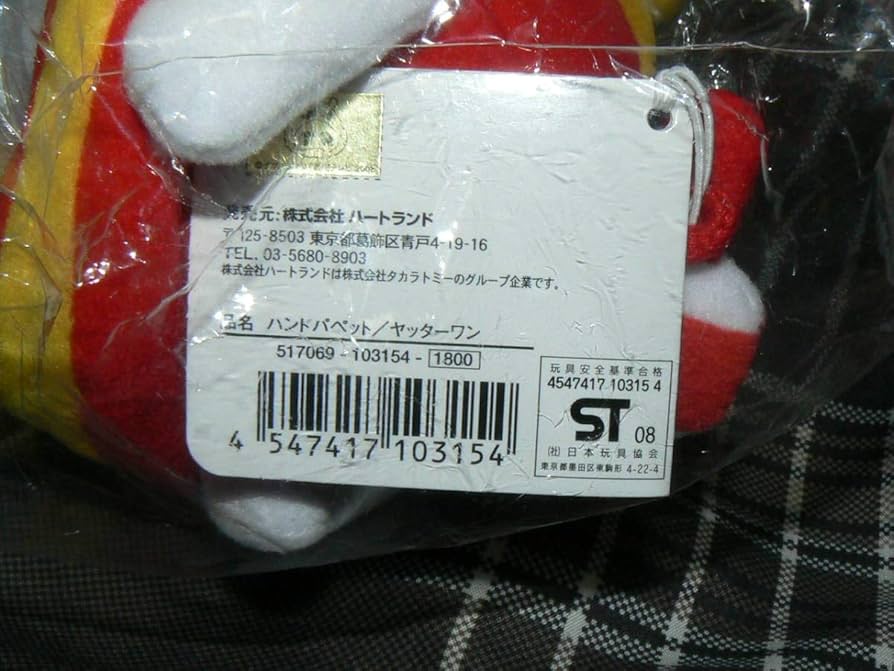 発売元:株式会社 ハートランド
〒125-8503 東京都葛飾区青戸4-19-16
TEL. 03-5680-8903
株式会社ハートランドは株式会社タカラトミーのグループ企業です。
品名 ハンドパペット/ヤッターワン
517069-103154-1800
4 547417 103154
玩具安全基準合格
4547417 10315 4
ST 08
(社)日本玩具協会
東京都墨田区東駒形 4-22-4